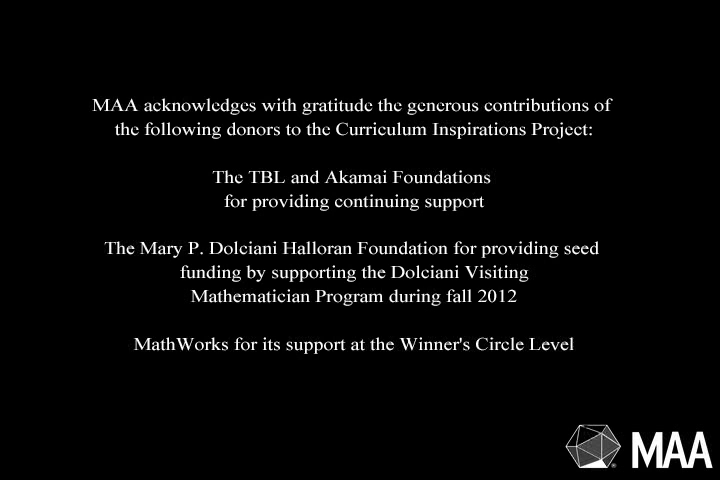 MAA acknowledges with gratitude the generous contributions of
the following donors to the Curriculum Inspirations Project:
The TBL and Akamai Foundations
for providing continuing support
The Mary P. Dolciani Halloran Foundation for providing seed
funding by supporting the Dolciani Visiting
Mathematician Program during fall 2012
MathWorks for its support at the Winner's Circle Level
MAA